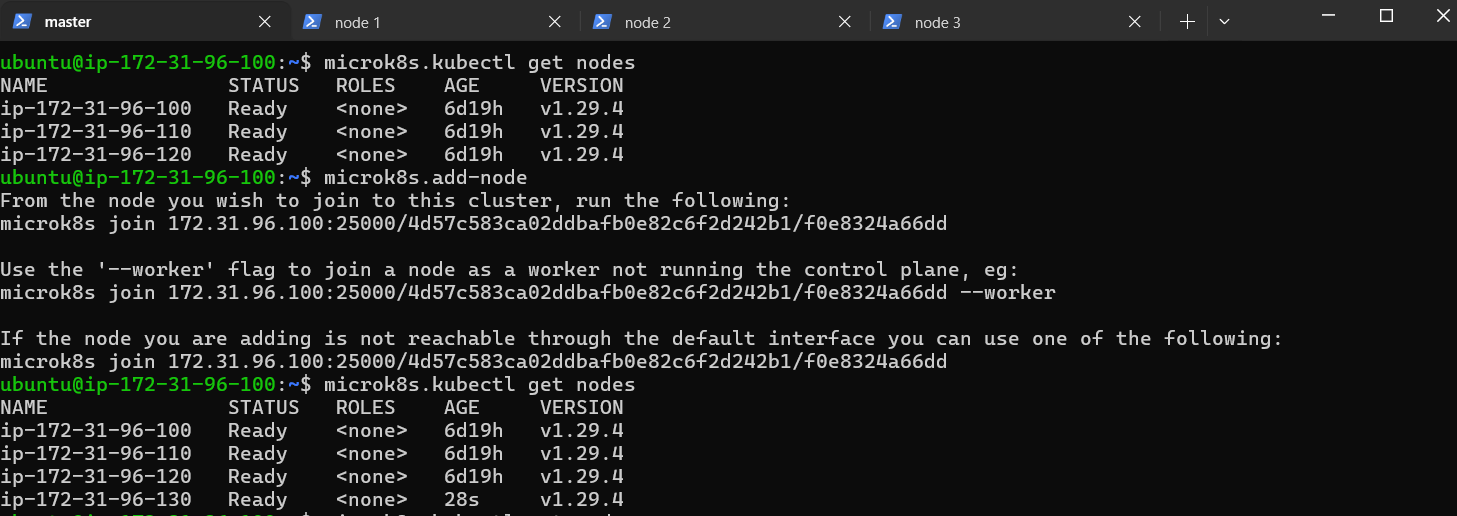 master
node 1
node 2
node 3
ubuntu@ip-172-31-96-100:~$ microk8s.kubectl get nodes
NAME STATUS ROLES AGE VERSION
ip-172-31-96-100 Ready <none> 6d19h v1.29.4
ip-172-31-96-110 Ready <none> 6d19h v1.29.4
ip-172-31-96-120 Ready <none> 6d19h v1.29.4
ubuntu@ip-172-31-96-100:~$ microk8s.add-node
From the node you wish to join to this cluster, run the following:
microk8s join 172.31.96.100:25000/4d57c583ca02ddbafb0e82c6f2d242b1/f0e8324a66dd
Use the '--worker' flag to join a node as a worker not running the control plane, eg:
microk8s join 172.31.96.100:25000/4d57c583ca02ddbafb0e82c6f2d242b1/f0e8324a66dd --worker
If the node you are adding is not reachable through the default interface you can use one of the following:
microk8s join 172.31.96.100:25000/4d57c583ca02ddbafb0e82c6f2d242b1/f0e8324a66dd
ubuntu@ip-172-31-96-100:~$ microk8s.kubectl get nodes
NAME STATUS ROLES AGE VERSION
ip-172-31-96-100 Ready <none> 6d19h v1.29.4
ip-172-31-96-110 Ready <none> 6d19h v1.29.4
ip-172-31-96-120 Ready <none> 6d19h v1.29.4
ip-172-31-96-130 Ready <none> 28s v1.29.4